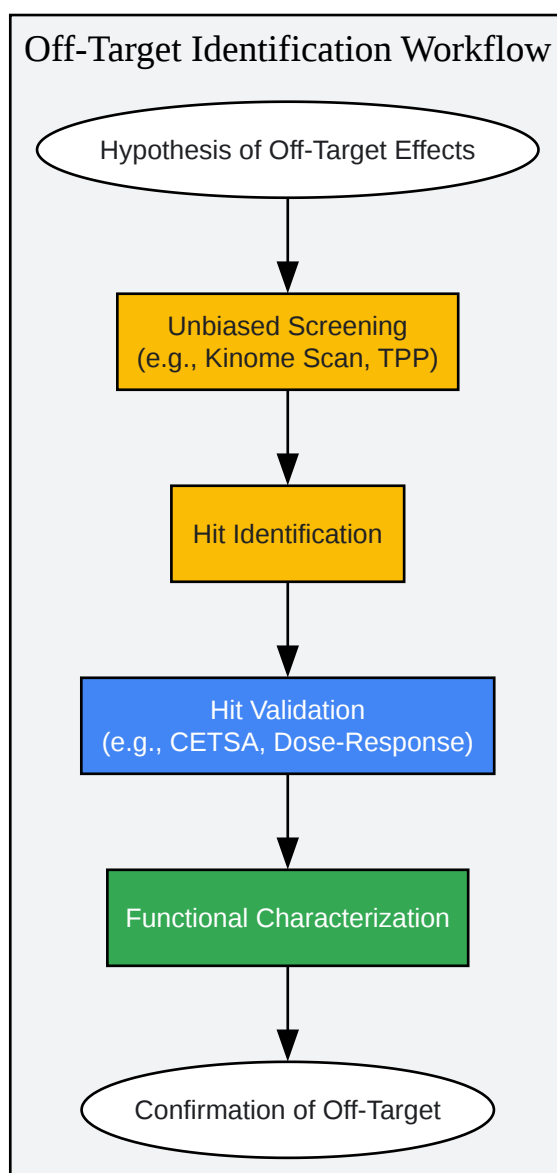 Off-Target Identification Workflow
Hypothesis of Off-Target Effects
Unbiased Screening
(e.g., Kinome Scan, TPP)
Hit Identification
Hit Validation
(e.g., CETSA, Dose-Response)
Functional Characterization
Confirmation of Off-Target